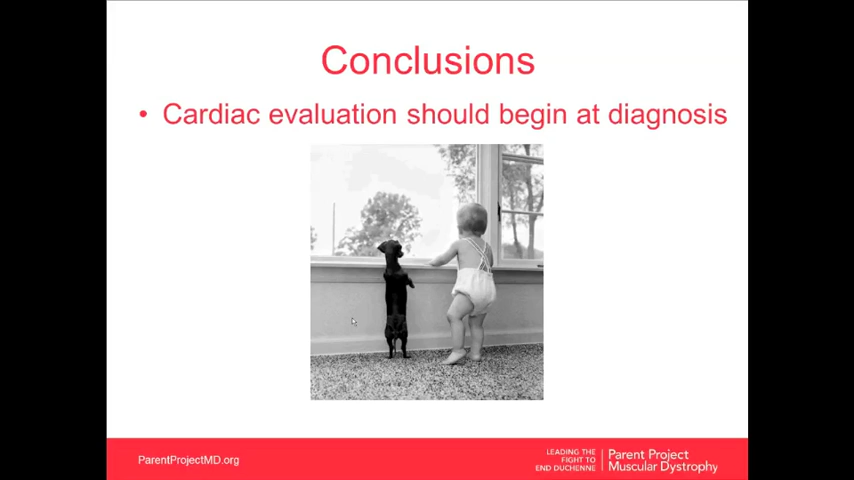 Conclusions
• Cardiac evaluation should begin at diagnosis
ParentProjectMD.org
LEADING THE
FIGHT TO
END DUCHENNE
Parent Project
Muscular Dystrophy